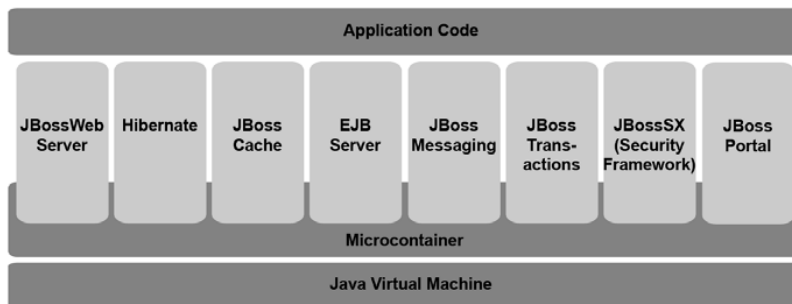 Application Code
JBossWeb
Server
Hibernate
JBoss
Cache
EJB
Server
JBoss
Messaging
JBoss
Trans-
actions
JBossSX
(Security
Framework)
JBoss
Portal
Microcontainer
Java Virtual Machine